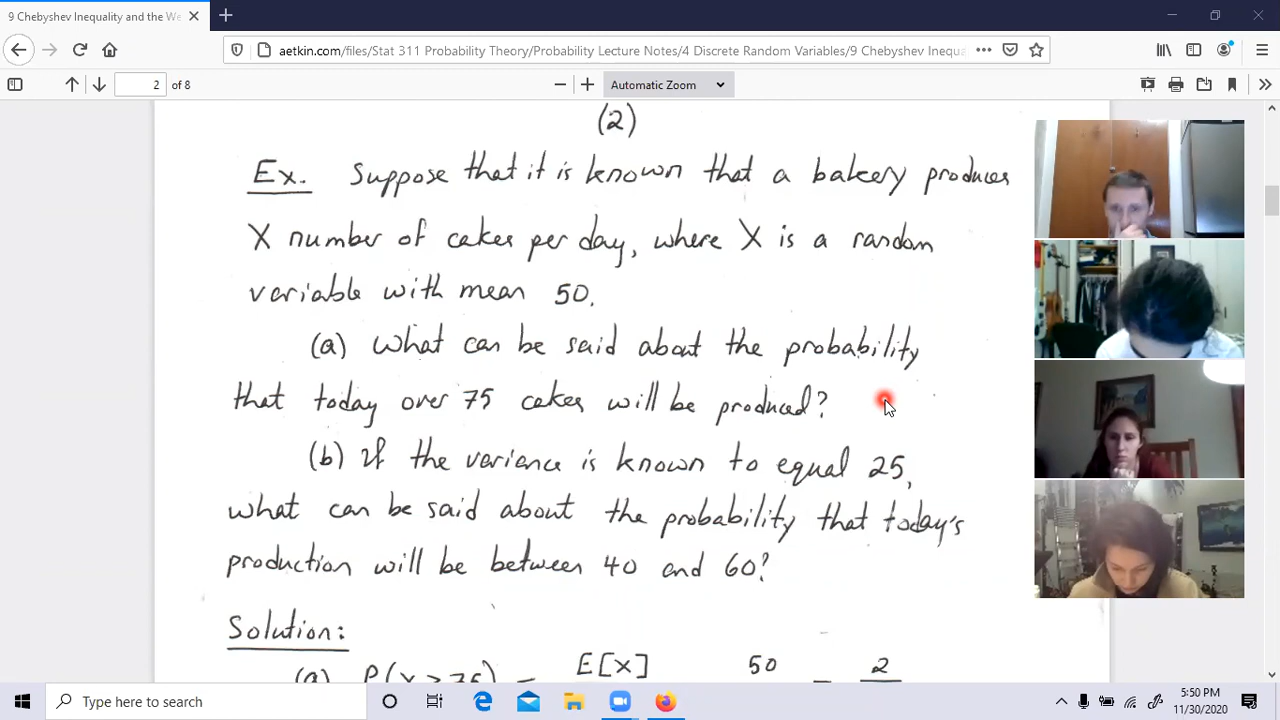 9 Chebyshev Inequality and the We
aetkin.com/files/Stat 311 Probability Theory/Probability Lecture Notes/4 Discrete Random Variables/9 Chebyshev Inequ
2 of 8
Automatic Zoom
(2)
Ex. Suppose that it is known that a bakery produces
X number of cakes per day, where X is a random
variable with mean 50.
(a) What can be said about the probability
that today over 75 cakes will be produced?
(b) If the variance is known to equal 25,
what can be said about the probability that today's
production will be between 40 and 60?
Solution:
E[X] 50 2
(a) P(X > 75) =
Type here to search
5:50 PM
11/30/2020